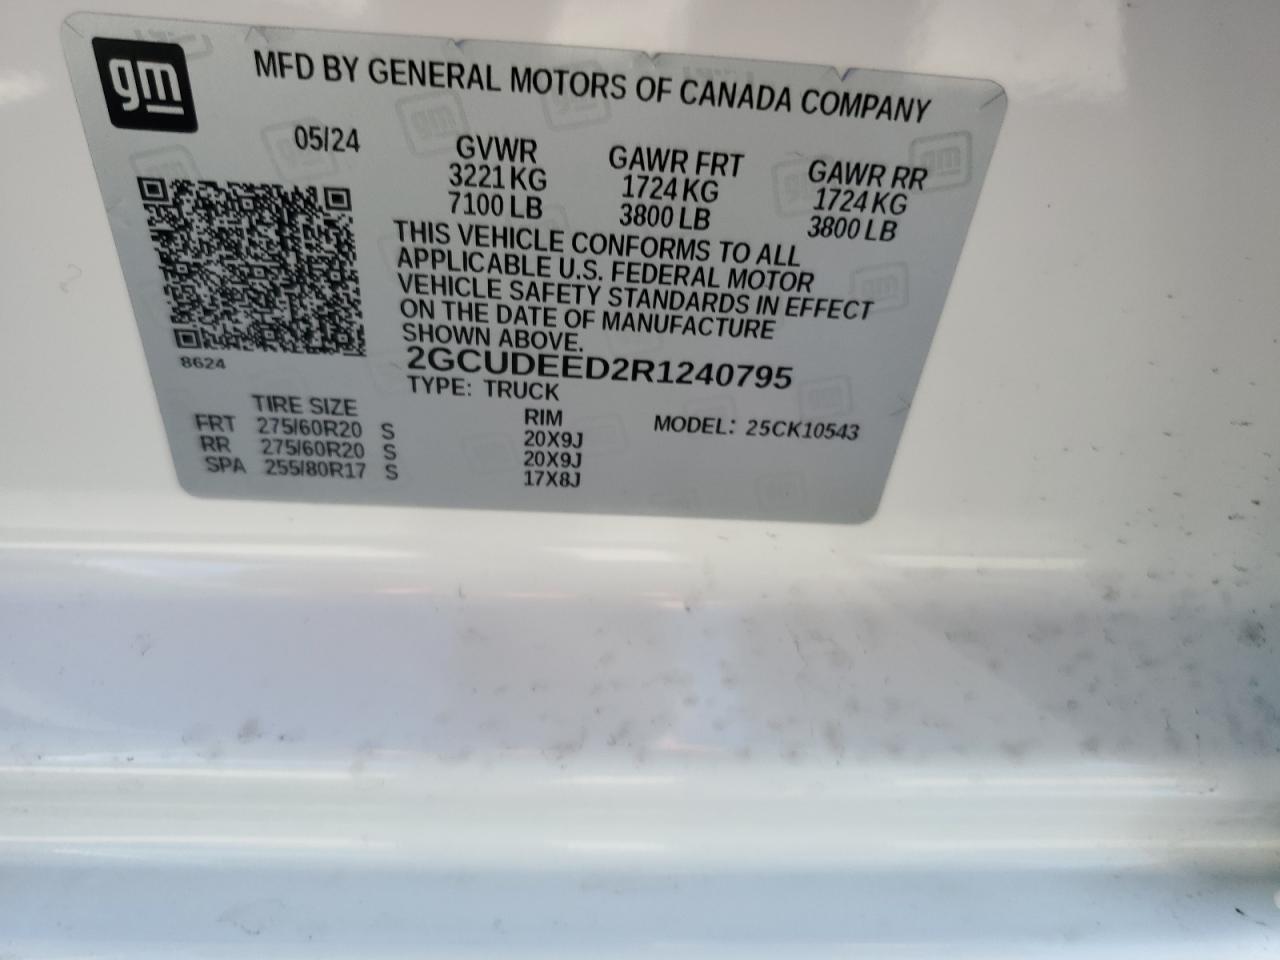 gm
MFD BY GENERAL MOTORS OF CANADA COMPANY
05/24
GVWR GAWR FRT GAWR RR
3221 KG 1724 KG 1724 KG
7100 LB 3800 LB 3800 LB
THIS VEHICLE CONFORMS TO ALL
APPLICABLE U.S. FEDERAL MOTOR
VEHICLE SAFETY STANDARDS IN EFFECT
ON THE DATE OF MANUFACTURE
SHOWN ABOVE.
8624
2GCUDEED2R1240795
TYPE: TRUCK
TIRE SIZE RIM MODEL: 25CK10543
FRT 275/60R20 S 20X9J
RR 275/60R20 S 20X9J
SPA 255/80R17 S 17X8J